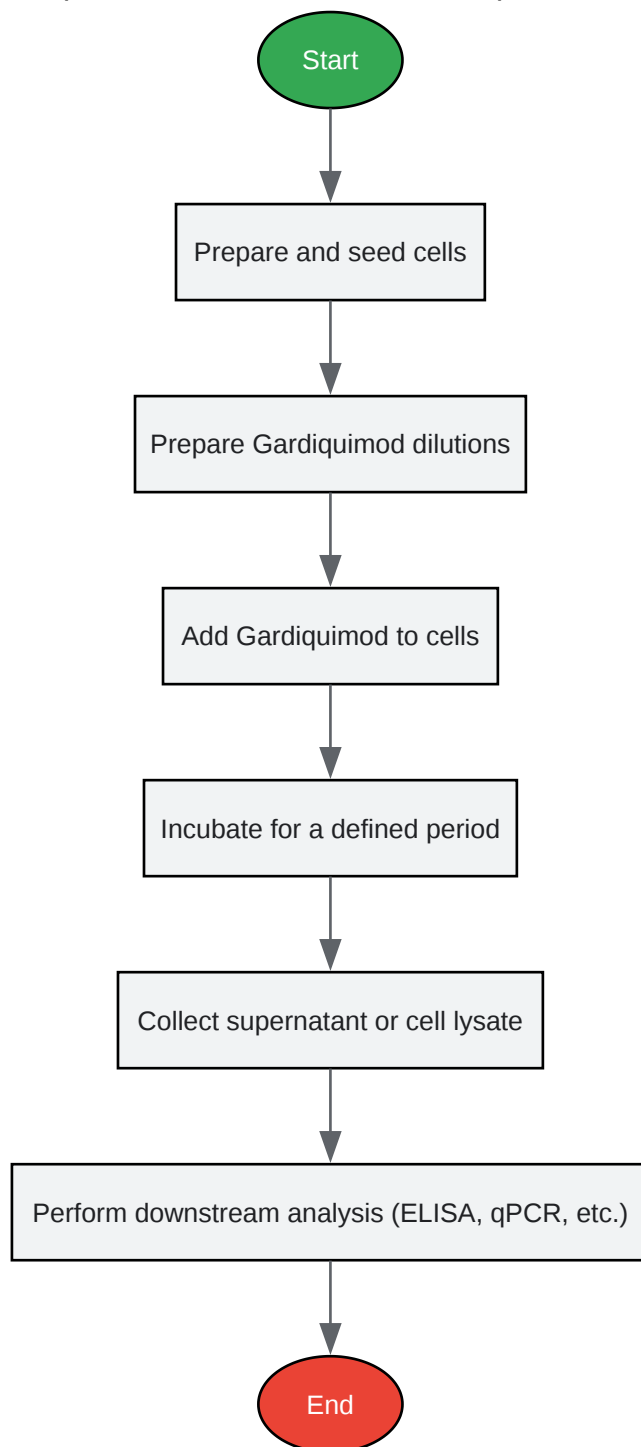 Start
Prepare and seed cells
Prepare Gardiquimod dilutions
Add Gardiquimod to cells
Incubate for a defined period
Collect supernatant or cell lysate
Perform downstream analysis (ELISA, qPCR, etc.)
End